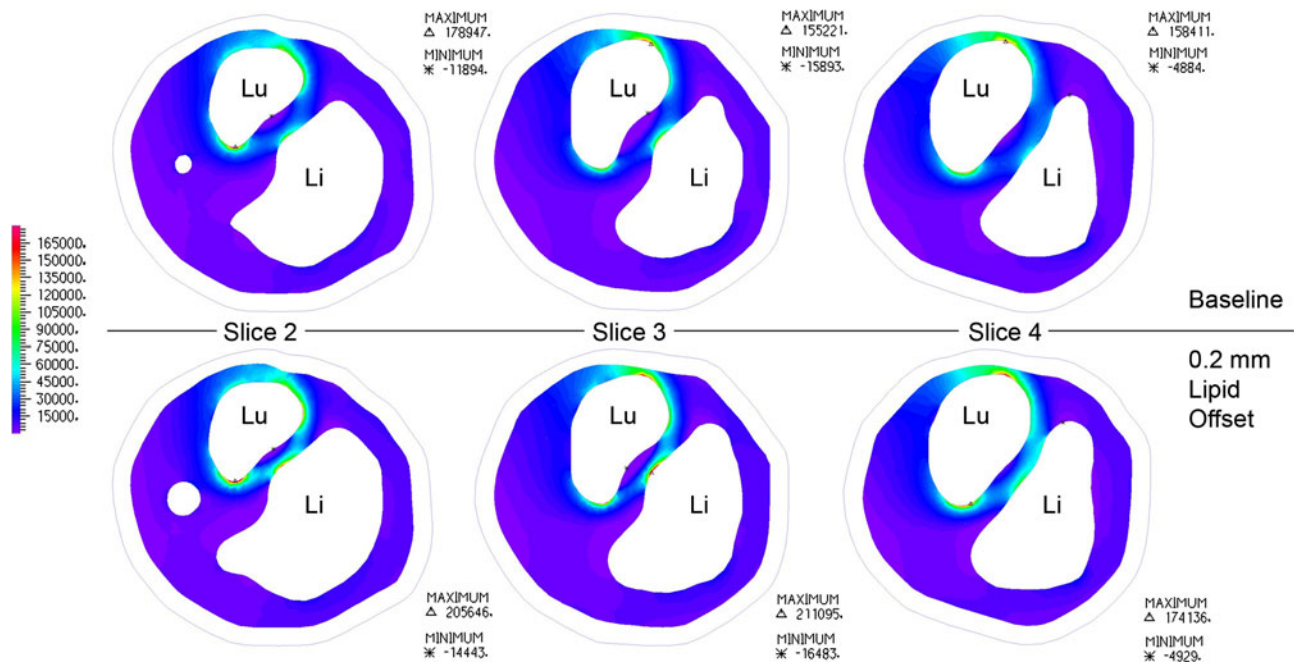 MAXIMUM
△ 178947.
MINIMUM
✳ -11894.
MAXIMUM
△ 155221.
MINIMUM
✳ -15893.
MAXIMUM
△ 158411.
MINIMUM
✳ -4884.
Lu
Li
Lu
Li
Lu
Li
165000.
150000.
135000.
120000.
105000.
90000.
75000.
60000.
45000.
30000.
15000.
Baseline
Slice 2
Slice 3
Slice 4
0.2 mm
Lipid
Offset
Lu
Li
Lu
Li
Lu
Li
MAXIMUM
△ 205646.
MINIMUM
✳ -14443.
MAXIMUM
△ 211095.
MINIMUM
✳ -16483.
MAXIMUM
△ 174136.
MINIMUM
✳ -4929.